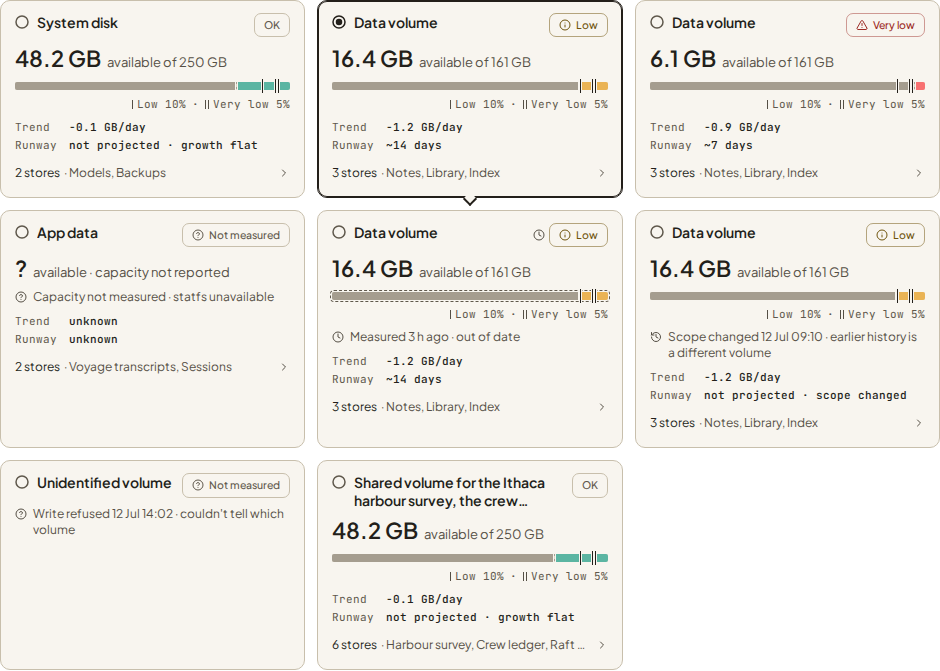 System disk
OK
48.2 GB available of 250 GB
Low 10% · Very low 5%
Trend -0.1 GB/day
Runway not projected · growth flat
2 stores · Models, Backups
Data volume
Low
16.4 GB available of 161 GB
Low 10% · Very low 5%
Trend -1.2 GB/day
Runway ~14 days
3 stores · Notes, Library, Index
Data volume
Very low
6.1 GB available of 161 GB
Low 10% · Very low 5%
Trend -0.9 GB/day
Runway ~7 days
3 stores · Notes, Library, Index
App data
Not measured
? available · capacity not reported
Capacity not measured · statfs unavailable
Trend unknown
Runway unknown
2 stores · Voyage transcripts, Sessions
Data volume
Low
16.4 GB available of 161 GB
Low 10% · Very low 5%
Measured 3 h ago · out of date
Trend -1.2 GB/day
Runway ~14 days
3 stores · Notes, Library, Index
Data volume
Low
16.4 GB available of 161 GB
Low 10% · Very low 5%
Scope changed 12 Jul 09:10 · earlier history is
a different volume
Trend -1.2 GB/day
Runway not projected · scope changed
3 stores · Notes, Library, Index
Unidentified volume
Not measured
Write refused 12 Jul 14:02 · couldn't tell which
volume
Shared volume for the Ithaca
harbour survey, the crew…
OK
48.2 GB available of 250 GB
Low 10% · Very low 5%
Trend -0.1 GB/day
Runway not projected · growth flat
6 stores · Harbour survey, Crew ledger, Raft …